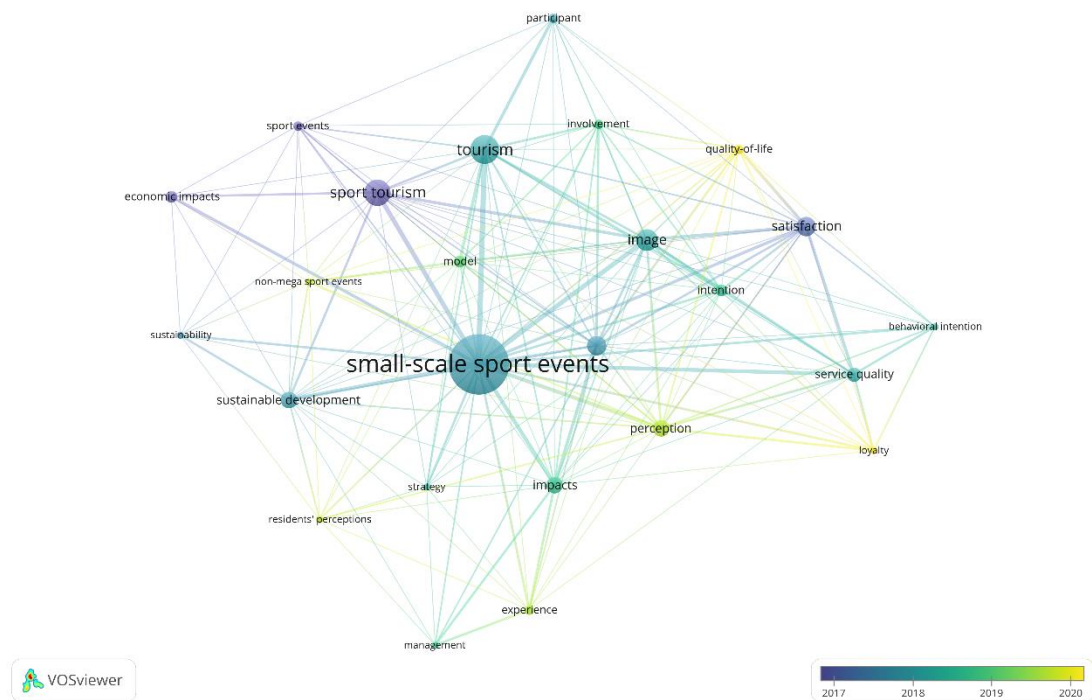 participant
sport events
involvement
tourism
quality-of-life
sport tourism
economic impacts
satisfaction
image
model
non-mega sport events
intention
behavioral intention
sustainability
small-scale sport events
service quality
sustainable development
perception
loyalty
strategy
impacts
residents' perceptions
experience
management
VOSviewer
2017 2018 2019 2020